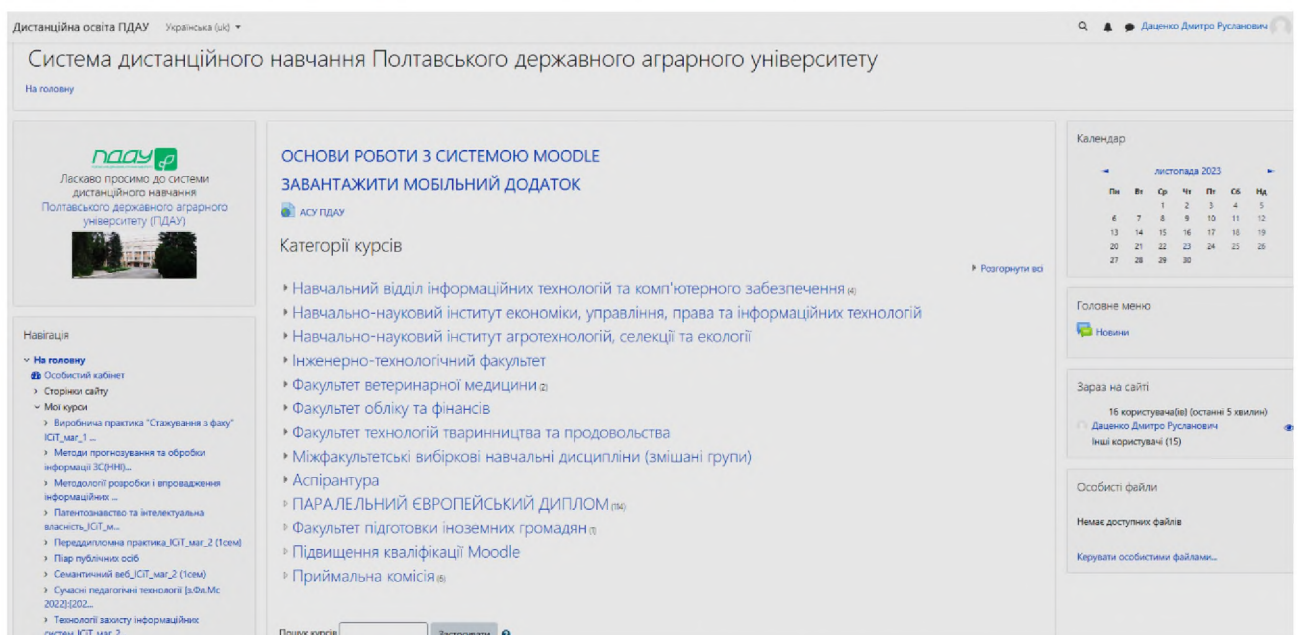 Дистанційна освіта ПДАУ Українська (uk)
Даценко Дмитро Русланович
Система дистанційного навчання Полтавського державного аграрного університету
На головну
ПДАУ
Ласкаво просимо до системи
дистанційного навчання
Полтавського державного аграрного
університету (ПДАУ)
Навігація
На головну
Особистий кабінет
Сторінки сайту
Мої курси
Виробнича практика "Стажування з фаху"
ІСіТ_маг_1 ...
Методи прогнозування та обробки
інформації ЗС(ННІ)...
Методології розробки і впровадження
інформаційних ...
Патентознавство та інтелектуальна
власність_ІСіТ_м...
Переддипломна практика_ІСіТ_маг_2 (1сем)
Піар публічних осіб
Семантичний веб_ІСіТ_маг_2 (1сем)
Сучасні педагогічні технології [з.Фл.Мс
2022]:[202...
Технології захисту інформаційних
систем_ІСіТ_маг_2
ОСНОВИ РОБОТИ З СИСТЕМОЮ MOODLE
ЗАВАНТАЖИТИ МОБІЛЬНИЙ ДОДАТОК
АСУ ПДАУ
Категорії курсів
Розгорнути всі
Навчальний відділ інформаційних технологій та комп'ютерного забезпечення (4)
Навчально-науковий інститут економіки, управління, права та інформаційних технологій
Навчально-науковий інститут агротехнологій, селекції та екології
Інженерно-технологічний факультет
Факультет ветеринарної медицини (2)
Факультет обліку та фінансів
Факультет технологій тваринництва та продовольства
Міжфакультетські вибіркові навчальні дисципліни (змішані групи)
Аспірантура
ПАРАЛЕЛЬНИЙ ЄВРОПЕЙСЬКИЙ ДИПЛОМ
Факультет підготовки іноземних громадян (1)
Підвищення кваліфікації Moodle
Приймальна комісія
Пошук курсів Застосувати
Календар
листопада 2023
Пн Вт Ср Чт Пт Сб Нд
1 2 3 4 5
6 7 8 9 10 11 12
13 14 15 16 17 18 19
20 21 22 23 24 25 26
27 28 29 30
Головне меню
Новини
Зараз на сайті
16 користувача(ів) (останні 5 хвилин)
Даценко Дмитро Русланович
Інші користувачі (15)
Особисті файли
Немає доступних файлів
Керувати особистими файлами...